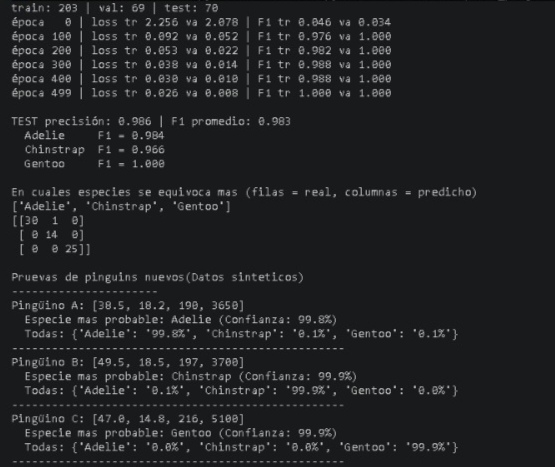 train: 203 | val: 69 | test: 70
época    0 | loss tr 2.256 va 2.078 | F1 tr 0.046 va 0.034
época  100 | loss tr 0.092 va 0.052 | F1 tr 0.976 va 1.000
época  200 | loss tr 0.053 va 0.022 | F1 tr 0.982 va 1.000
época  300 | loss tr 0.038 va 0.014 | F1 tr 0.988 va 1.000
época  400 | loss tr 0.030 va 0.010 | F1 tr 0.988 va 1.000
época  499 | loss tr 0.026 va 0.008 | F1 tr 1.000 va 1.000
TEST precisión: 0.986 | F1 promedio: 0.983
  Adelie     F1 = 0.984
  Chinstrap  F1 = 0.966
  Gentoo     F1 = 1.000
En cuales especies se equivoca mas (filas = real, columnas = predicho)
['Adelie', 'Chinstrap', 'Gentoo']
[[30  1  0]
 [ 0 14  0]
 [ 0  0 25]]
Pruevas de pinguins nuevos(Datos sinteticos)
----------------------
Pingüino A: [38.5, 18.2, 190, 3650]
  Especie mas probable: Adelie (Confianza: 99.8%)
  Todas: {'Adelie': '99.8%', 'Chinstrap': '0.1%', 'Gentoo': '0.1%'}
--------------------------------------------------
Pingüino B: [49.5, 18.5, 197, 3700]
  Especie mas probable: Chinstrap (Confianza: 99.9%)
  Todas: {'Adelie': '0.1%', 'Chinstrap': '99.9%', 'Gentoo': '0.0%'}
--------------------------------------------------
Pingüino C: [47.0, 14.8, 216, 5100]
  Especie mas probable: Gentoo (Confianza: 99.9%)
  Todas: {'Adelie': '0.0%', 'Chinstrap': '0.0%', 'Gentoo': '99.9%'}
--------------------------------------------------